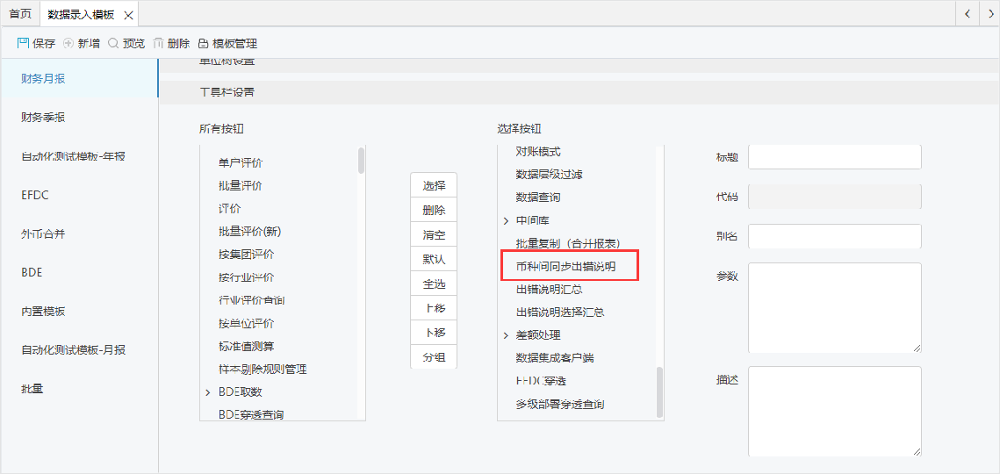 首页
数据录入模板
保存 新增 预览 删除 模板管理
财务月报
财务季报
自动化测试模板-年报
EFDC
外币合并
BDE
内置模板
自动化测试模板-月报
批量
单位树设置
工具栏设置
所有按钮
单户评价
批量评价
评价
批量评价(新)
按集团评价
按行业评价
行业评价查询
按单位评价
标准值测算
样本剔除规则管理
BDE取数
BDE穿透查询
选择
删除
清空
默认
全选
上移
下移
分组
选择按钮
对账模式
数据层级过滤
数据查询
中间库
批量复制（合并报表）
币种间同步出错说明
出错说明汇总
出错说明选择汇总
差额处理
数据集成客户端
EFDC穿透
多级部署穿透查询
标题
代码
别名
参数
描述